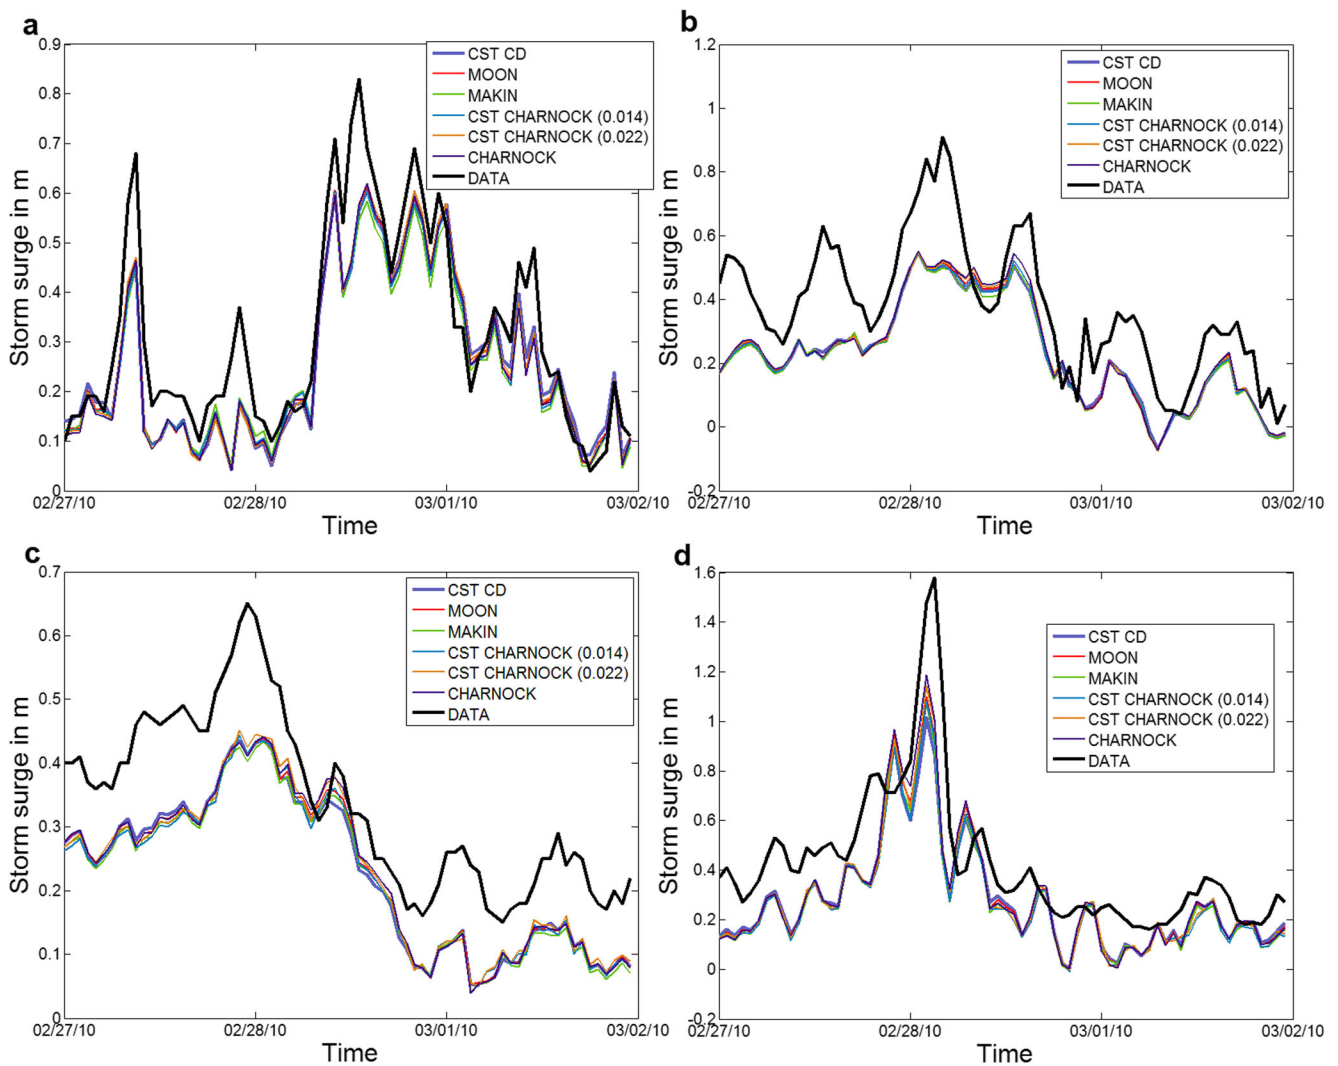 a
Storm surge in m
0.9
0.8
0.7
0.6
0.5
0.4
0.3
0.2
0.1
0
CST CD
MOON
MAKIN
CST CHARNOCK (0.014)
CST CHARNOCK (0.022)
CHARNOCK
DATA
02/27/10 02/28/10 03/01/10 03/02/10
Time
b
Storm surge in m
1.2
1
0.8
0.6
0.4
0.2
0
-0.2
CST CD
MOON
MAKIN
CST CHARNOCK (0.014)
CST CHARNOCK (0.022)
CHARNOCK
DATA
02/27/10 02/28/10 03/01/10 03/02/10
Time
c
Storm surge in m
0.7
0.6
0.5
0.4
0.3
0.2
0.1
0
CST CD
MOON
MAKIN
CST CHARNOCK (0.014)
CST CHARNOCK (0.022)
CHARNOCK
DATA
02/27/10 02/28/10 03/01/10 03/02/10
Time
d
Storm surge in m
1.6
1.4
1.2
1
0.8
0.6
0.4
0.2
0
-0.2
CST CD
MOON
MAKIN
CST CHARNOCK (0.014)
CST CHARNOCK (0.022)
CHARNOCK
DATA
02/27/10 02/28/10 03/01/10 03/02/10
Time